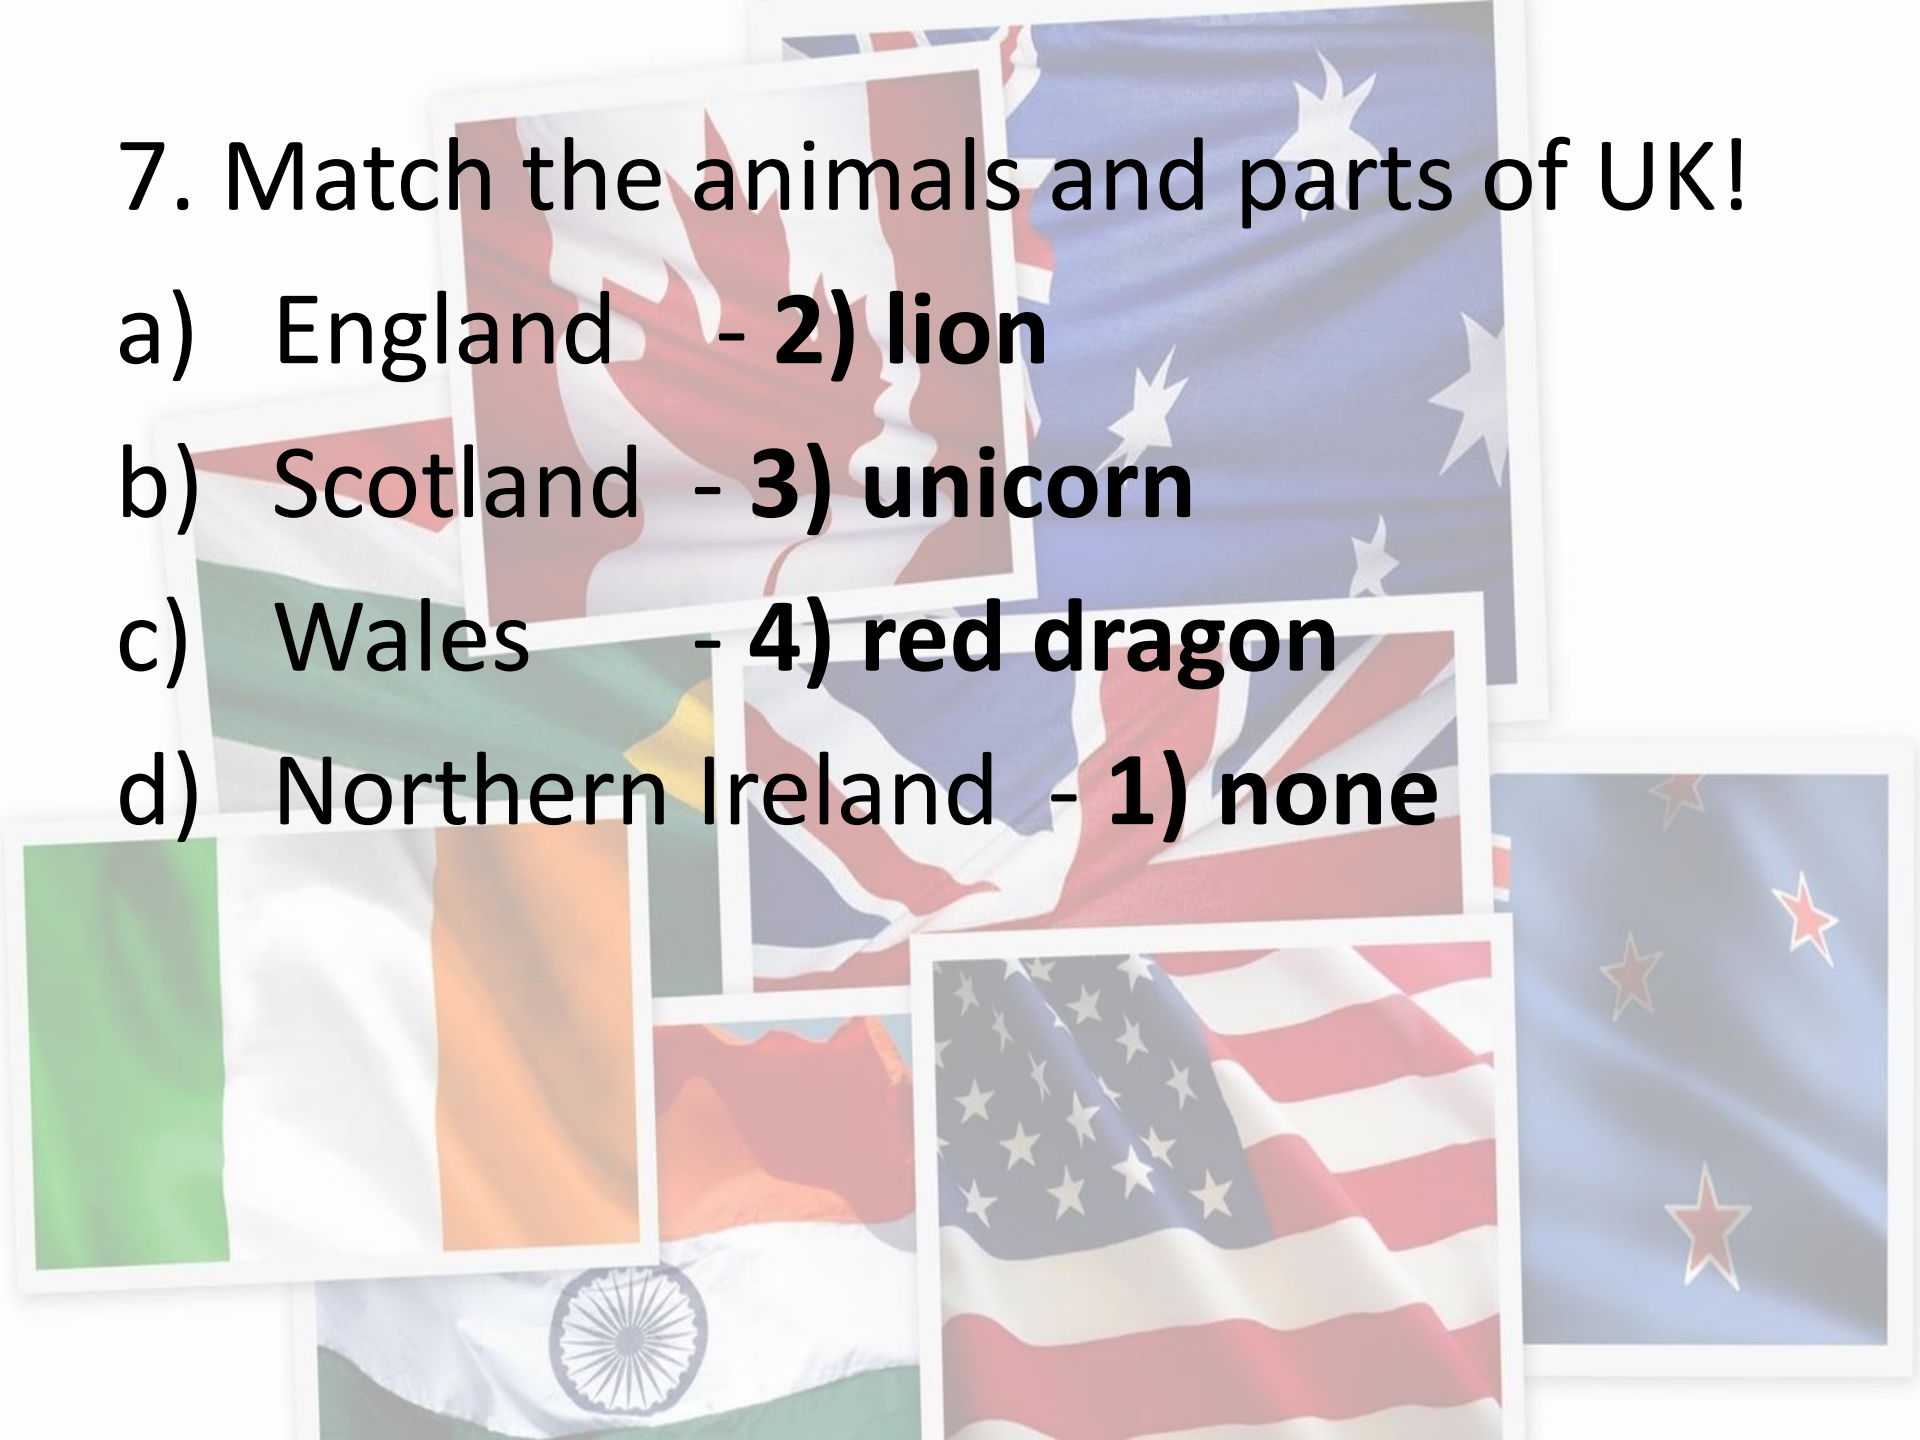 7. Match the animals and parts of UK!
a) England - 2) lion
b) Scotland - 3) unicorn
c) Wales - 4) red dragon
d) Northern Ireland - 1) none